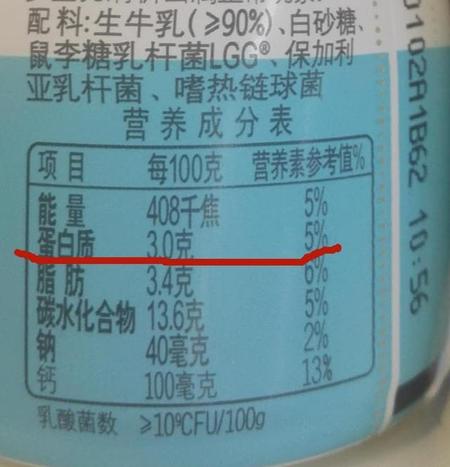 配料:生牛乳(≥90%)、白砂糖、
鼠李糖乳杆菌LGG®、保加利
亚乳杆菌、嗜热链球菌
营养成分表
项目 每100克 营养素参考值%
能量 408千焦 5%
蛋白质 3.0克 5%
脂肪 3.4克 6%
碳水化合物 13.6克 5%
钠 40毫克 2%
钙 100毫克 13%
乳酸菌数 ≥10⁹CFU/100g
0102A1B62 10:56